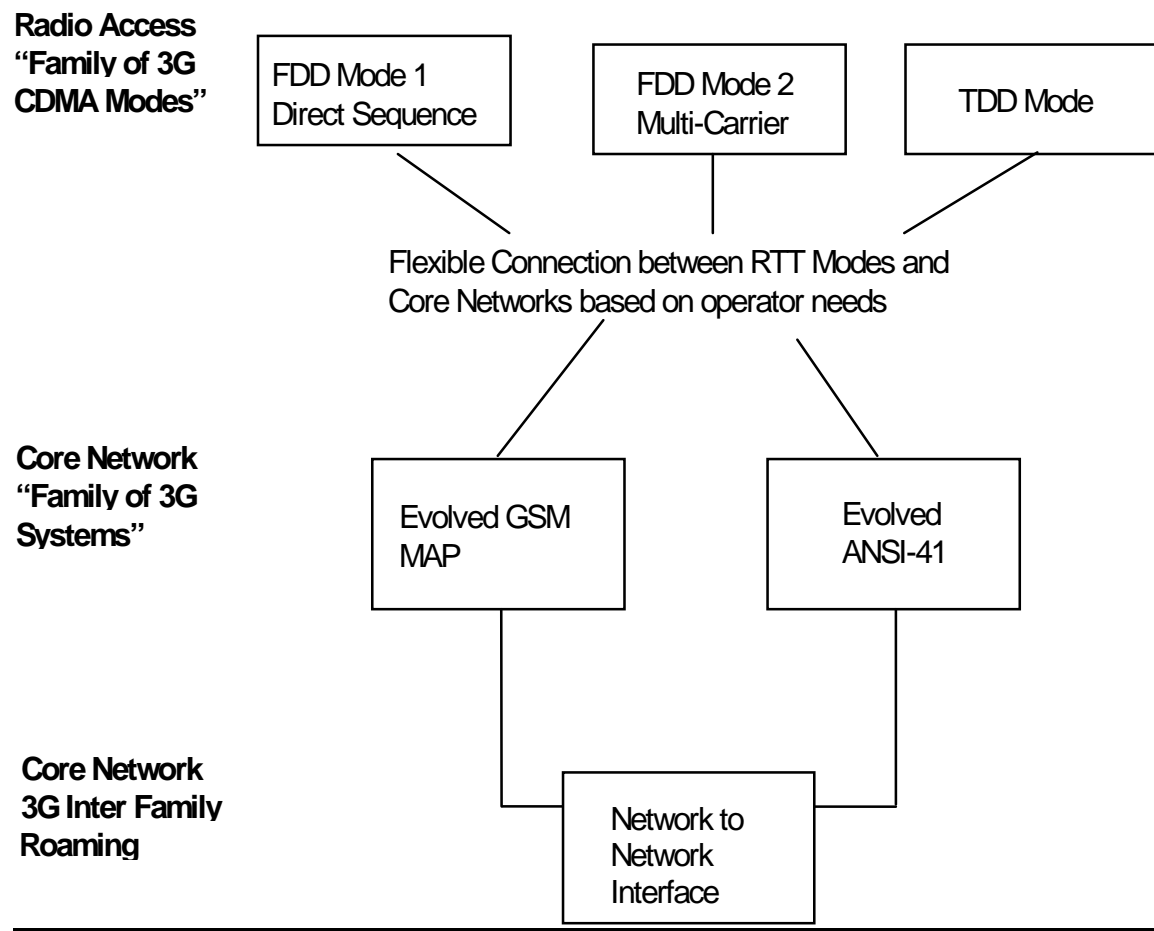 Radio Access
“Family of 3G
CDMA Modes”
FDD Mode 1
Direct Sequence
FDD Mode 2
Multi-Carrier
TDD Mode
Flexible Connection between RTT Modes and
Core Networks based on operator needs
Core Network
“Family of 3G
Systems”
Evolved GSM
MAP
Evolved
ANSI-41
Core Network
3G Inter Family
Roaming
Network to
Network
Interface